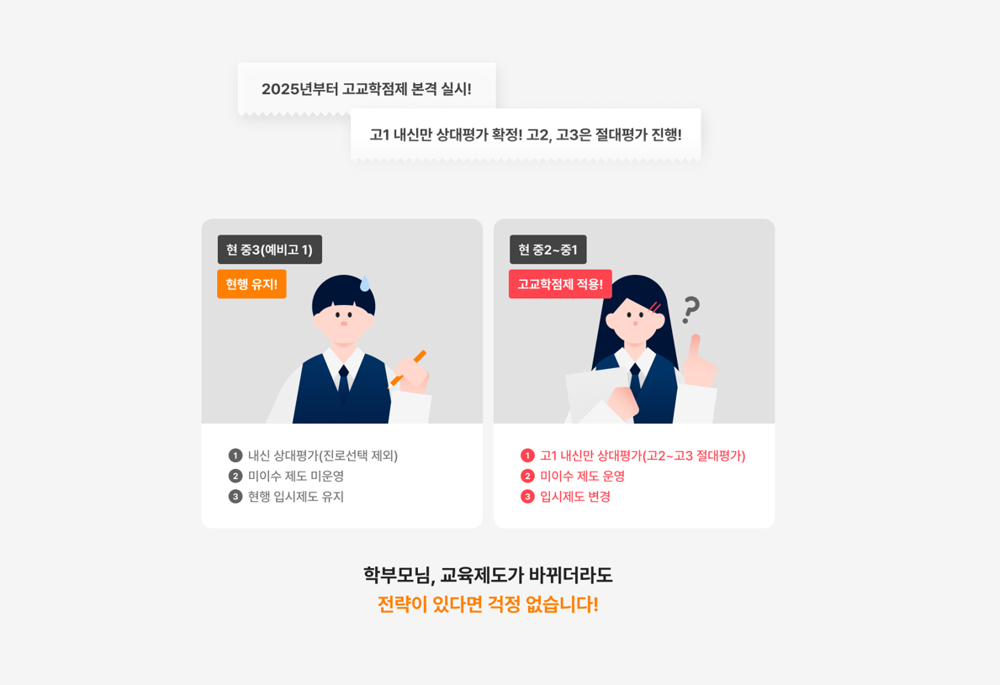 2025년부터 고교학점제 본격 실시!
고1 내신만 상대평가 확정! 고2, 고3은 절대평가 진행!
현 중3(예비고 1)
현행 유지!
1 내신 상대평가(진로선택 제외)
2 미이수 제도 미운영
3 현행 입시제도 유지
현 중2~중1
고교학점제 적용!
?
1 고1 내신만 상대평가(고2~고3 절대평가)
2 미이수 제도 운영
3 입시제도 변경
학부모님, 교육제도가 바뀌더라도
전략이 있다면 걱정 없습니다!